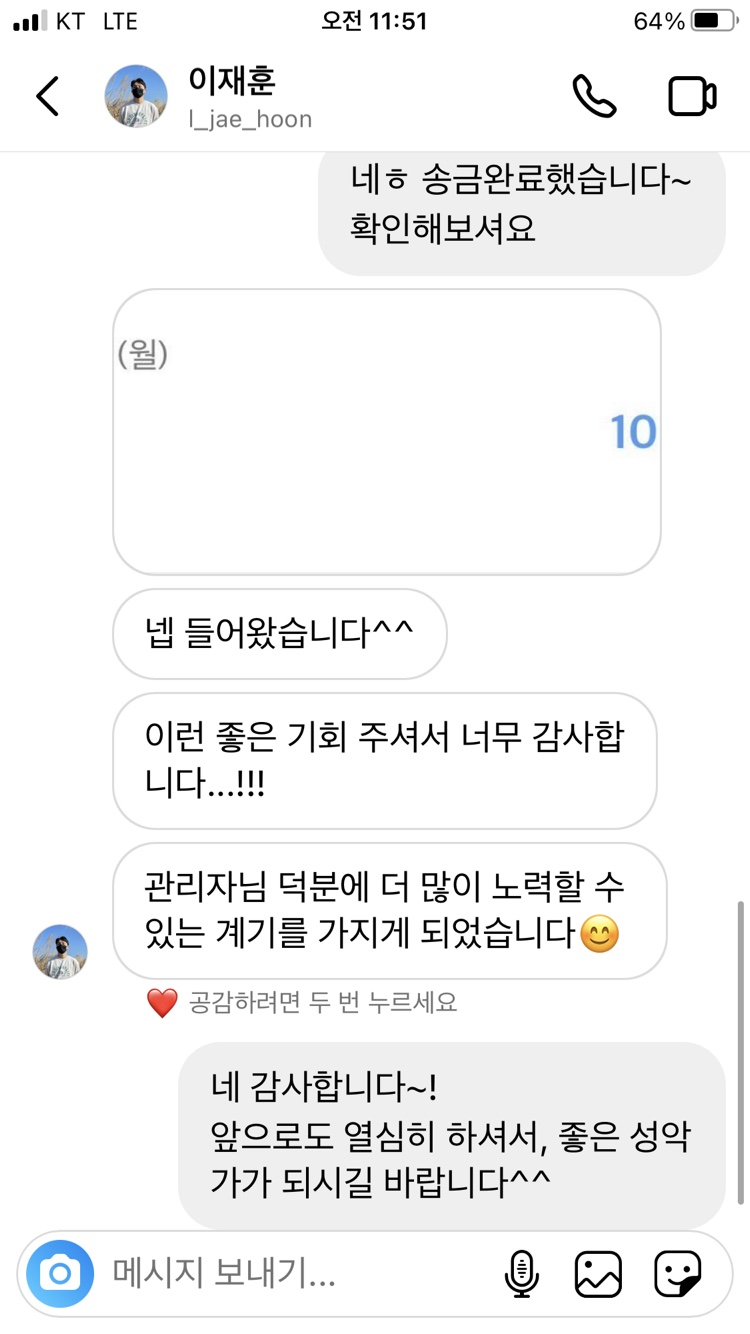 KT LTE 오전 11:51 64%
이재훈
l_jae_hoon
네ㅎ 송금완료했습니다~
확인해보셔요
(월)
10
넵 들어왔습니다^^
이런 좋은 기회 주셔서 너무 감사합
니다...!!!
관리자님 덕분에 더 많이 노력할 수
있는 계기를 가지게 되었습니다😊
❤️ 공감하려면 두 번 누르세요
네 감사합니다~!
앞으로도 열심히 하셔서, 좋은 성악
가가 되시길 바랍니다^^
메시지 보내기...